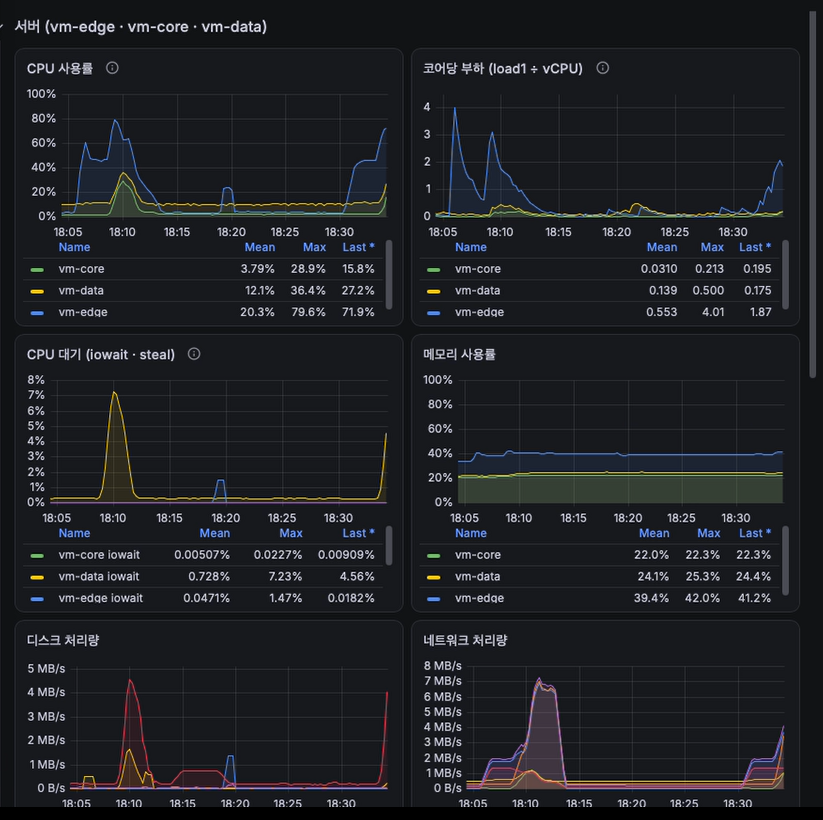 서버 (vm-edge · vm-core · vm-data)
CPU 사용률
100%
80%
60%
40%
20%
0%
18:05 18:10 18:15 18:20 18:25 18:30
Name Mean Max Last *
vm-core 3.79% 28.9% 15.8%
vm-data 12.1% 36.4% 27.2%
vm-edge 20.3% 79.6% 71.9%
코어당 부하 (load1 ÷ vCPU)
4
3
2
1
0
18:05 18:10 18:15 18:20 18:25 18:30
Name Mean Max Last *
vm-core 0.0310 0.213 0.195
vm-data 0.139 0.500 0.175
vm-edge 0.553 4.01 1.87
CPU 대기 (iowait · steal)
8%
7%
6%
5%
4%
3%
2%
1%
0%
18:05 18:10 18:15 18:20 18:25 18:30
Name Mean Max Last *
vm-core iowait 0.00507% 0.0227% 0.00909%
vm-data iowait 0.728% 7.23% 4.56%
vm-edge iowait 0.0471% 1.47% 0.0182%
메모리 사용률
100%
80%
60%
40%
20%
0%
18:05 18:10 18:15 18:20 18:25 18:30
Name Mean Max Last *
vm-core 22.0% 22.3% 22.3%
vm-data 24.1% 25.3% 24.4%
vm-edge 39.4% 42.0% 41.2%
디스크 처리량
5 MB/s
4 MB/s
3 MB/s
2 MB/s
1 MB/s
0 B/s
18:05 18:10 18:15 18:20 18:25 18:30
네트워크 처리량
8 MB/s
7 MB/s
6 MB/s
5 MB/s
4 MB/s
3 MB/s
2 MB/s
1 MB/s
0 B/s
18:05 18:10 18:15 18:20 18:25 18:30